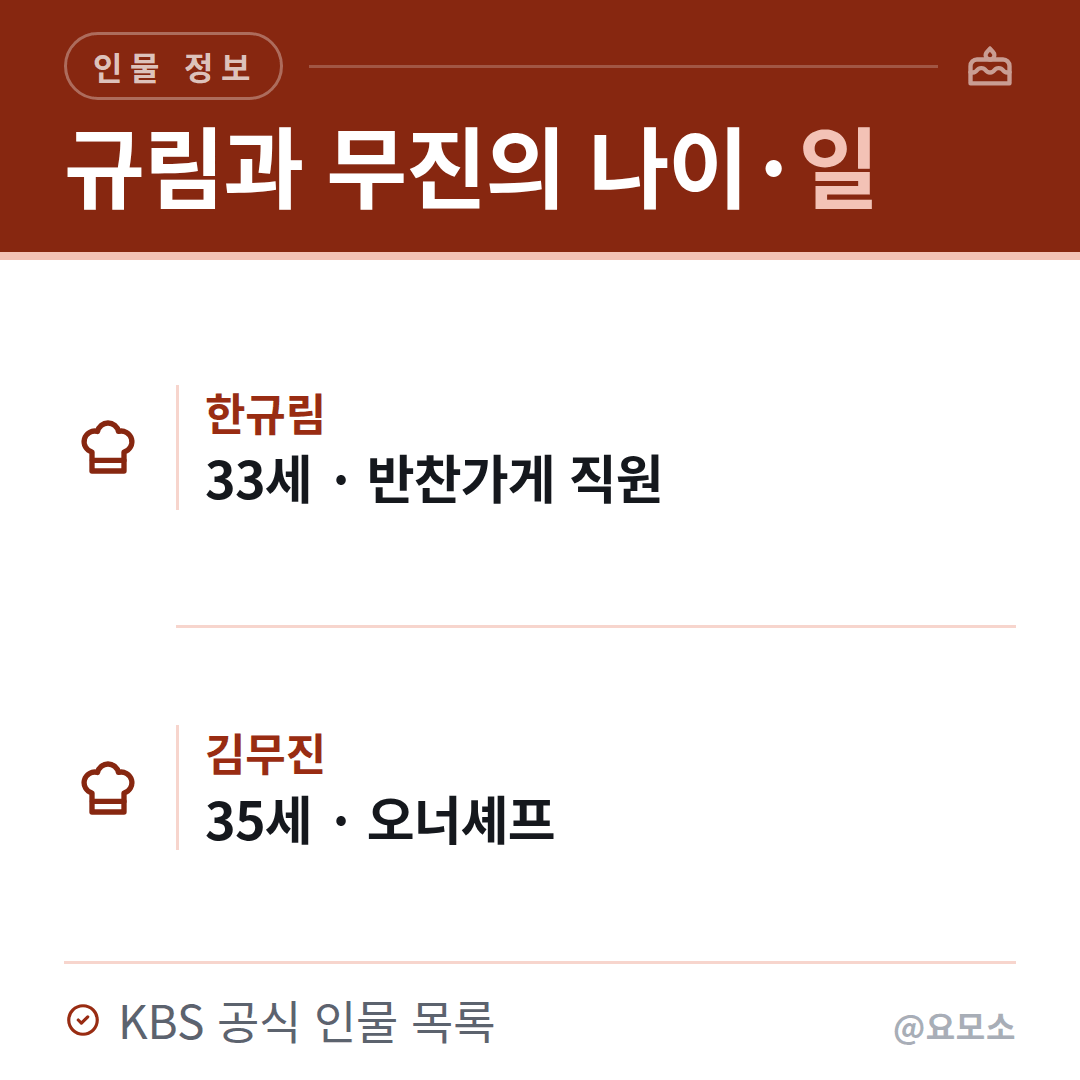 인물 정보
규림과 무진의 나이·일
한규림
33세 · 반찬가게 직원
김무진
35세 · 오너셰프
KBS 공식 인물 목록
@요모소